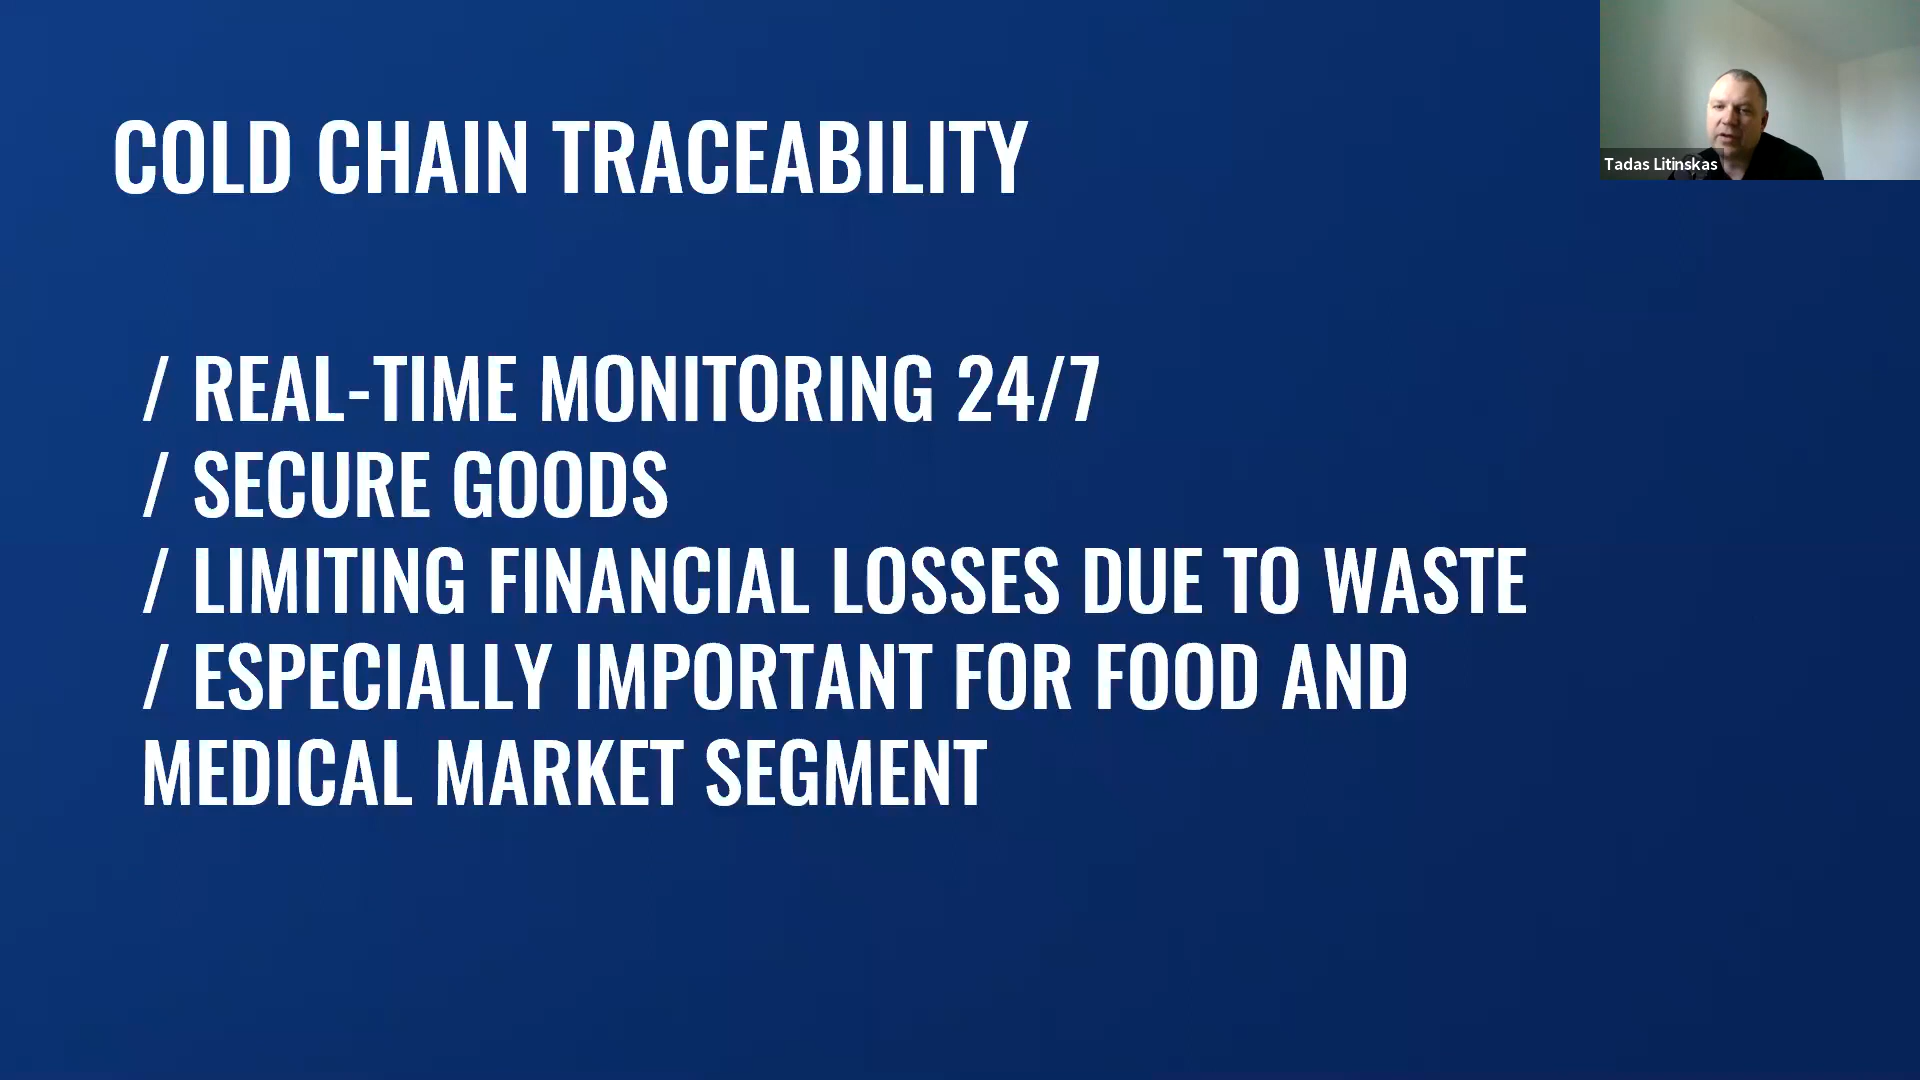 COLD CHAIN TRACEABILITY
Tadas Litinskas
/ REAL-TIME MONITORING 24/7
/ SECURE GOODS
/ LIMITING FINANCIAL LOSSES DUE TO WASTE
/ ESPECIALLY IMPORTANT FOR FOOD AND
MEDICAL MARKET SEGMENT